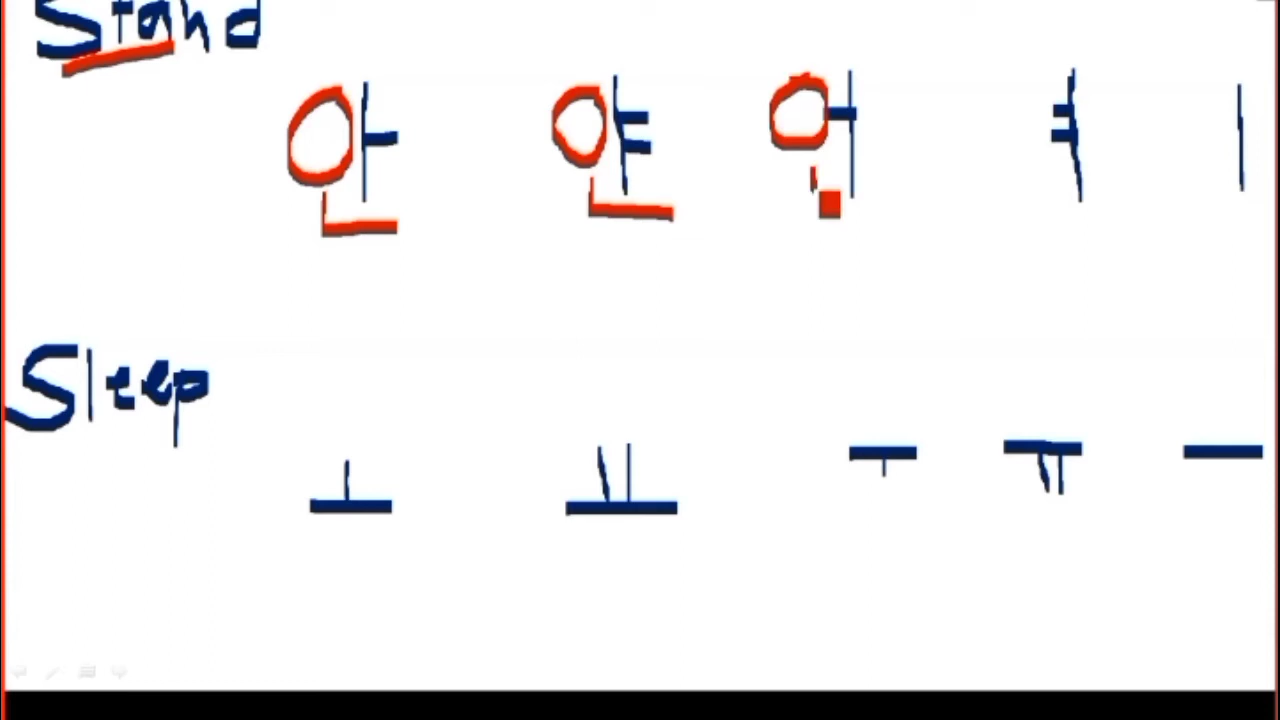 Stand
안 얀 어 ㅕ ㅣ
Sleep
ㅗ ㅛ ㅜ ㅠ ㅡ